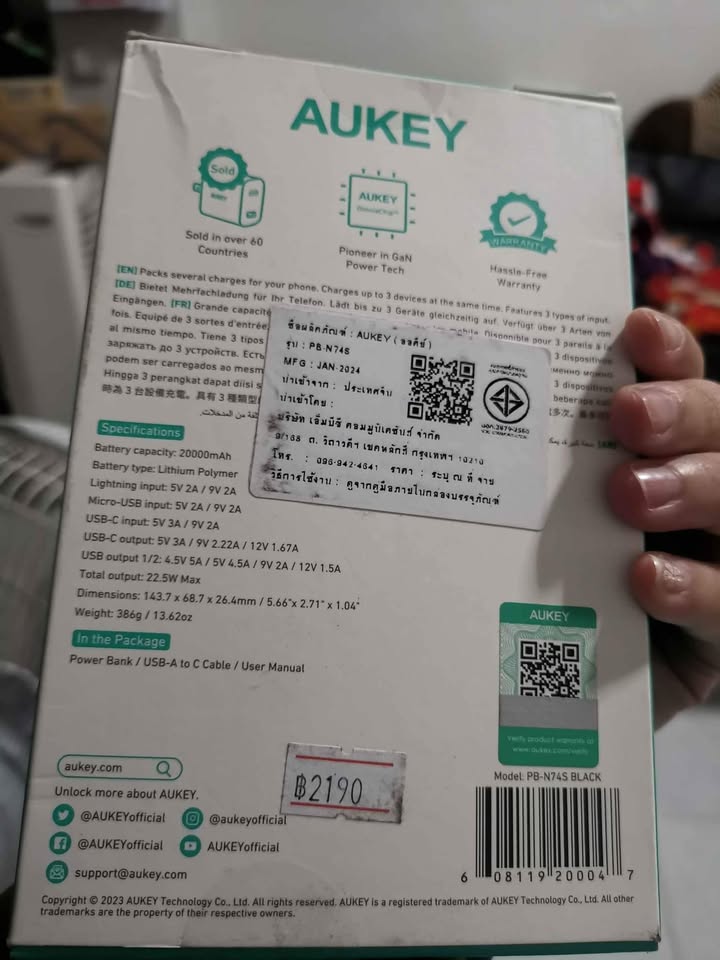 AUKEY
Sold
AUKEY
WARRANTY
Sold in over 60
Countries
Pioneer in GaN
Power Tech
Hassle-Free
Warranty
[EN] Packs several charges for your phone. Charges up to 3 devices at the same time. Features 3 types of input.
[DE] Bietet Mehrfachladung für Ihr Telefon. Lädt bis zu 3 Geräte gleichzeitig auf. Verfügt über 3 Arten von
Eingängen. [FR] Grande capacité Disponible pour 3 pareils à la
fois. Equipé de 3 sortes d'entrée 3 dispositivos
al mismo tiempo. Tiene 3 tipos
заряжать до 3 устройств. Есть 3 dispositivos
podem ser carregados ao mesm
Hingga 3 perangkat dapat diisi s
時為 3 台設備充電。具有 3 種類型
ชื่อผลิตภัณฑ์ : AUKEY (ออคีย์)
รุ่น : PB-N74S
MFG : JAN-2024
นำเข้าจาก : ประเทศจีน
นำเข้าโดย :
บริษัท เอ็มบีซี คอมมูนิเคชั่นส์ จำกัด
9/168 ถ. วิภาวดีฯ เขตหลักสี่ กรุงเทพฯ 10210
โทร. : 096-942-4641 ราคา : ระบุ ณ ที่ ขาย
วิธีการใช้งาน : ดูจากคู่มือภายในกล่องบรรจุภัณฑ์
Specifications
Battery capacity: 20000mAh
Battery type: Lithium Polymer
Lightning input: 5V 2A / 9V 2A
Micro-USB input: 5V 2A / 9V 2A
USB-C input: 5V 3A / 9V 2A
USB-C output: 5V 3A / 9V 2.22A / 12V 1.67A
USB output 1/2: 4.5V 5A / 5V 4.5A / 9V 2A / 12V 1.5A
Total output: 22.5W Max
Dimensions: 143.7 x 68.7 x 26.4mm / 5.66"x 2.71" x 1.04"
Weight: 386g / 13.62oz
In the Package
Power Bank / USB-A to C Cable / User Manual
AUKEY
Verify product warranty at
www.aukey.com/verify
Model: PB-N74S BLACK
6 08119 20004 7
฿2190
aukey.com
Unlock more about AUKEY.
@AUKEYofficial
@aukeyofficial
@AUKEYofficial
AUKEYofficial
support@aukey.com
Copyright © 2023 AUKEY Technology Co., Ltd. All rights reserved. AUKEY is a registered trademark of AUKEY Technology Co., Ltd. All other
trademarks are the property of their respective owners.